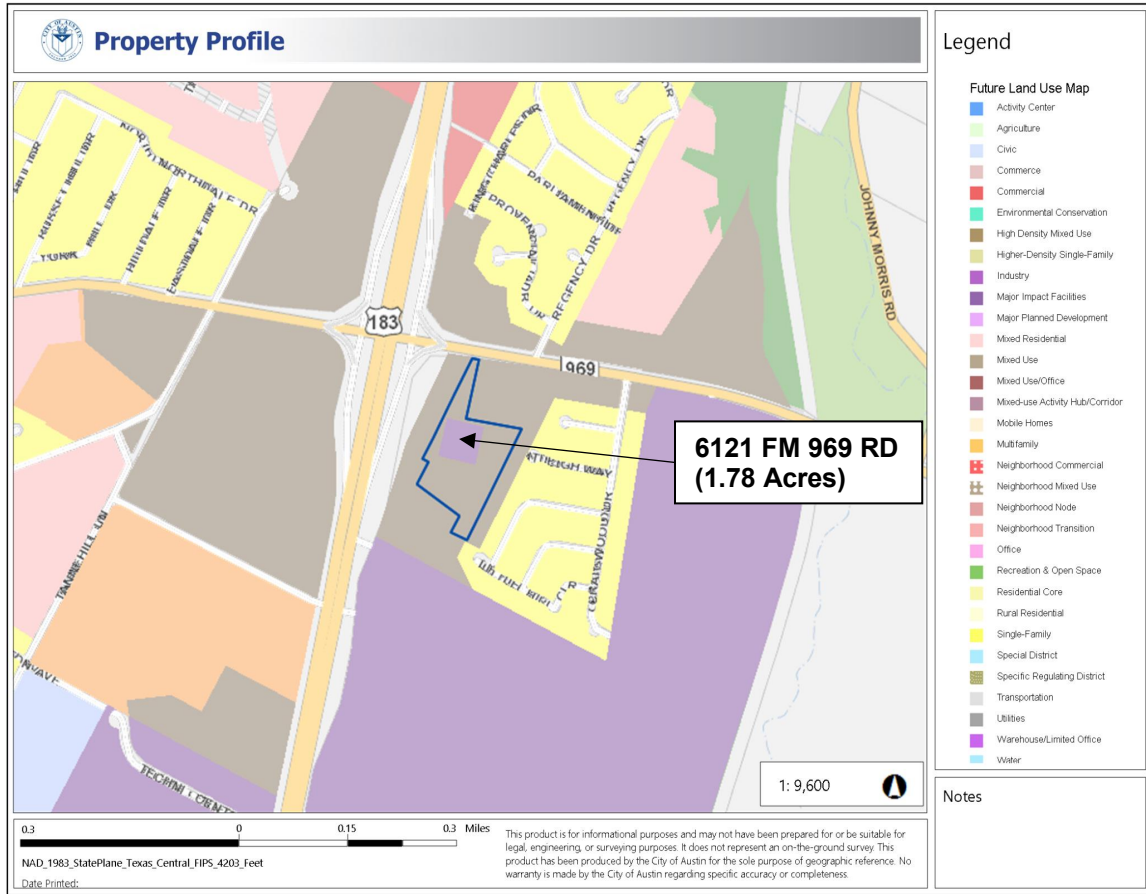 Property Profile
Legend
Future Land Use Map
Activity Center
Agriculture
Civic
Commerce
Commercial
Environmental Conservation
High Density Mixed Use
Higher-Density Single-Family
Industry
Major Impact Facilities
Major Planned Development
Mixed Residential
Mixed Use
Mixed Use/Office
Mixed-use Activity Hub/Corridor
Mobile Homes
Multifamily
Neighborhood Commercial
Neighborhood Mixed Use
Neighborhood Node
Neighborhood Transition
Office
Recreation & Open Space
Residential Core
Rural Residential
Single-Family
Special District
Specific Regulating District
Transportation
Utilities
Warehouse/Limited Office
Water
Notes
JOHNNY MORRIS RD
REGENCY DR
REGENCY DR
183
969
6121 FM 969 RD
(1.78 Acres)
1: 9,600
0.3
0
0.15
0.3 Miles
NAD_1983_StatePlane_Texas_Central_FIPS_4203_Feet
Date Printed:
This product is for informational purposes and may not have been prepared for or be suitable for
legal, engineering, or surveying purposes. It does not represent an on-the-ground survey. This
product has been produced by the City of Austin for the sole purpose of geographic reference. No
warranty is made by the City of Austin regarding specific accuracy or completeness.